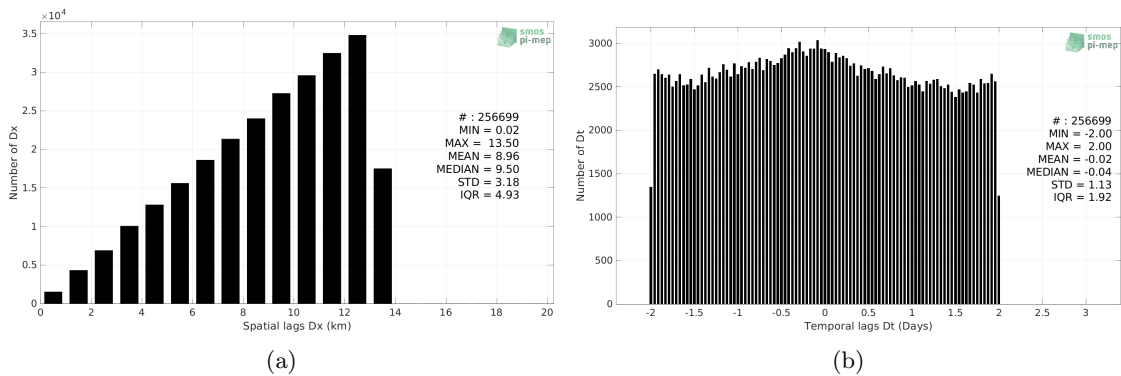 ×10⁴
smos
pi-mep
3.5
3
2.5
2
1.5
1
0.5
0
Number of Dx
# : 256699
MIN = 0.02
MAX = 13.50
MEAN = 8.96
MEDIAN = 9.50
STD = 3.18
IQR = 4.93
0 2 4 6 8 10 12 14 16 18 20
Spatial lags Dx (km)
(a)
smos
pi-mep
3000
2500
2000
1500
1000
500
0
Number of Dt
# : 256699
MIN = -2.00
MAX = 2.00
MEAN = -0.02
MEDIAN = -0.04
STD = 1.13
IQR = 1.92
-2 -1.5 -1 -0.5 0 0.5 1 1.5 2 2.5 3
Temporal lags Dt (Days)
(b)